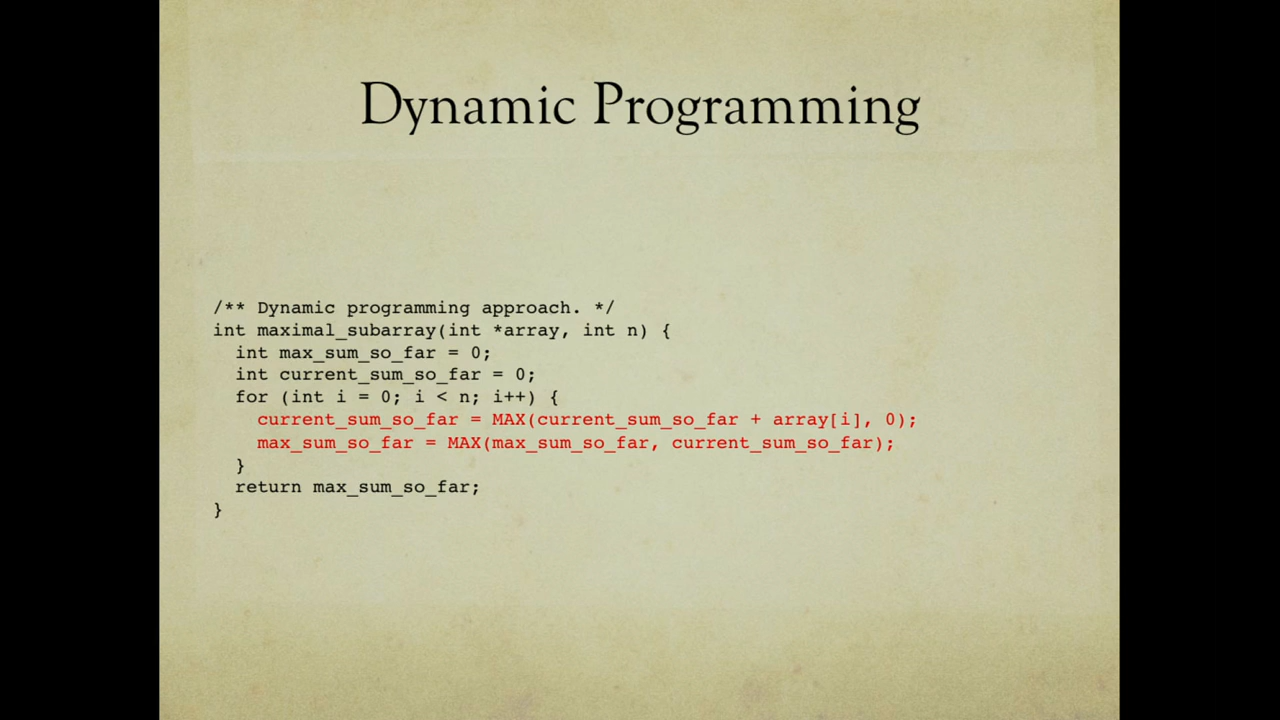 Dynamic Programming
/** Dynamic programming approach. */
int maximal_subarray(int *array, int n) {
  int max_sum_so_far = 0;
  int current_sum_so_far = 0;
  for (int i = 0; i < n; i++) {
    current_sum_so_far = MAX(current_sum_so_far + array[i], 0);
    max_sum_so_far = MAX(max_sum_so_far, current_sum_so_far);
  }
  return max_sum_so_far;
}